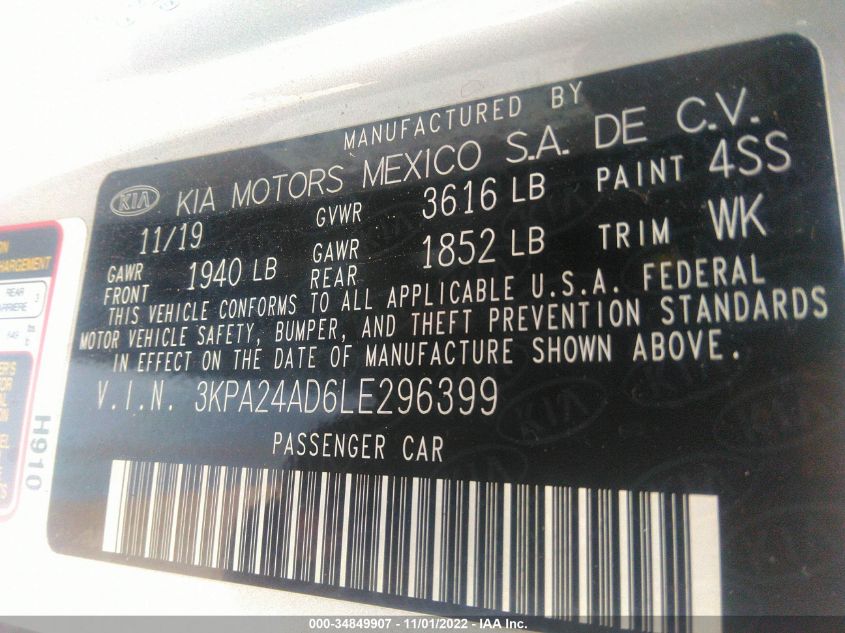 MANUFACTURED BY
KIA KIA MOTORS MEXICO S.A. DE C.V.
11/19 GVWR 3616 LB PAINT 4SS
GAWR FRONT 1940 LB GAWR REAR 1852 LB TRIM WK
THIS VEHICLE CONFORMS TO ALL APPLICABLE U.S.A. FEDERAL
MOTOR VEHICLE SAFETY, BUMPER, AND THEFT PREVENTION STANDARDS
IN EFFECT ON THE DATE OF MANUFACTURE SHOWN ABOVE.
V.I.N. 3KPA24AD6LE296399
PASSENGER CAR
H910
REAR
000-34849907 - 11/01/2022 - IAA Inc.